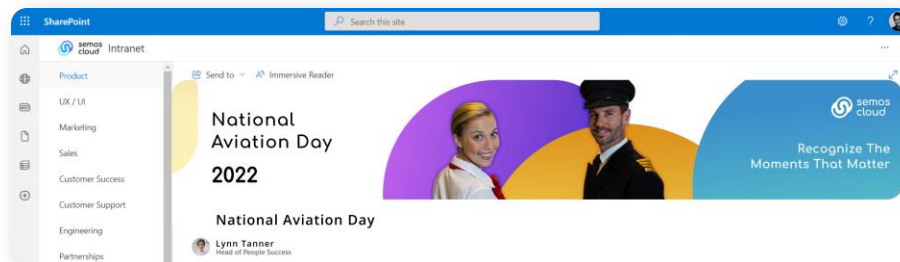 SharePoint
Search this site
?
semos
cloud
Intranet
...
Product
UX / UI
Marketing
Sales
Customer Success
Customer Support
Engineering
Partnerships
Send to
Immersive Reader
National
Aviation Day
2022
semos
cloud
Recognize The
Moments That Matter
National Aviation Day
Lynn Tanner
Head of People Success